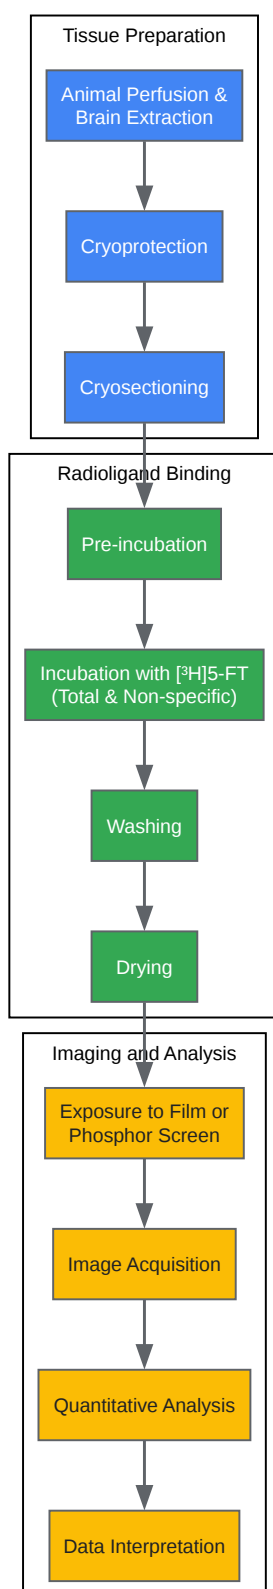 Tissue Preparation
Animal Perfusion &
Brain Extraction
Cryoprotection
Cryosectioning
Radioligand Binding
Pre-incubation
Incubation with [³H]5-FT
(Total & Non-specific)
Washing
Drying
Imaging and Analysis
Exposure to Film or
Phosphor Screen
Image Acquisition
Quantitative Analysis
Data Interpretation